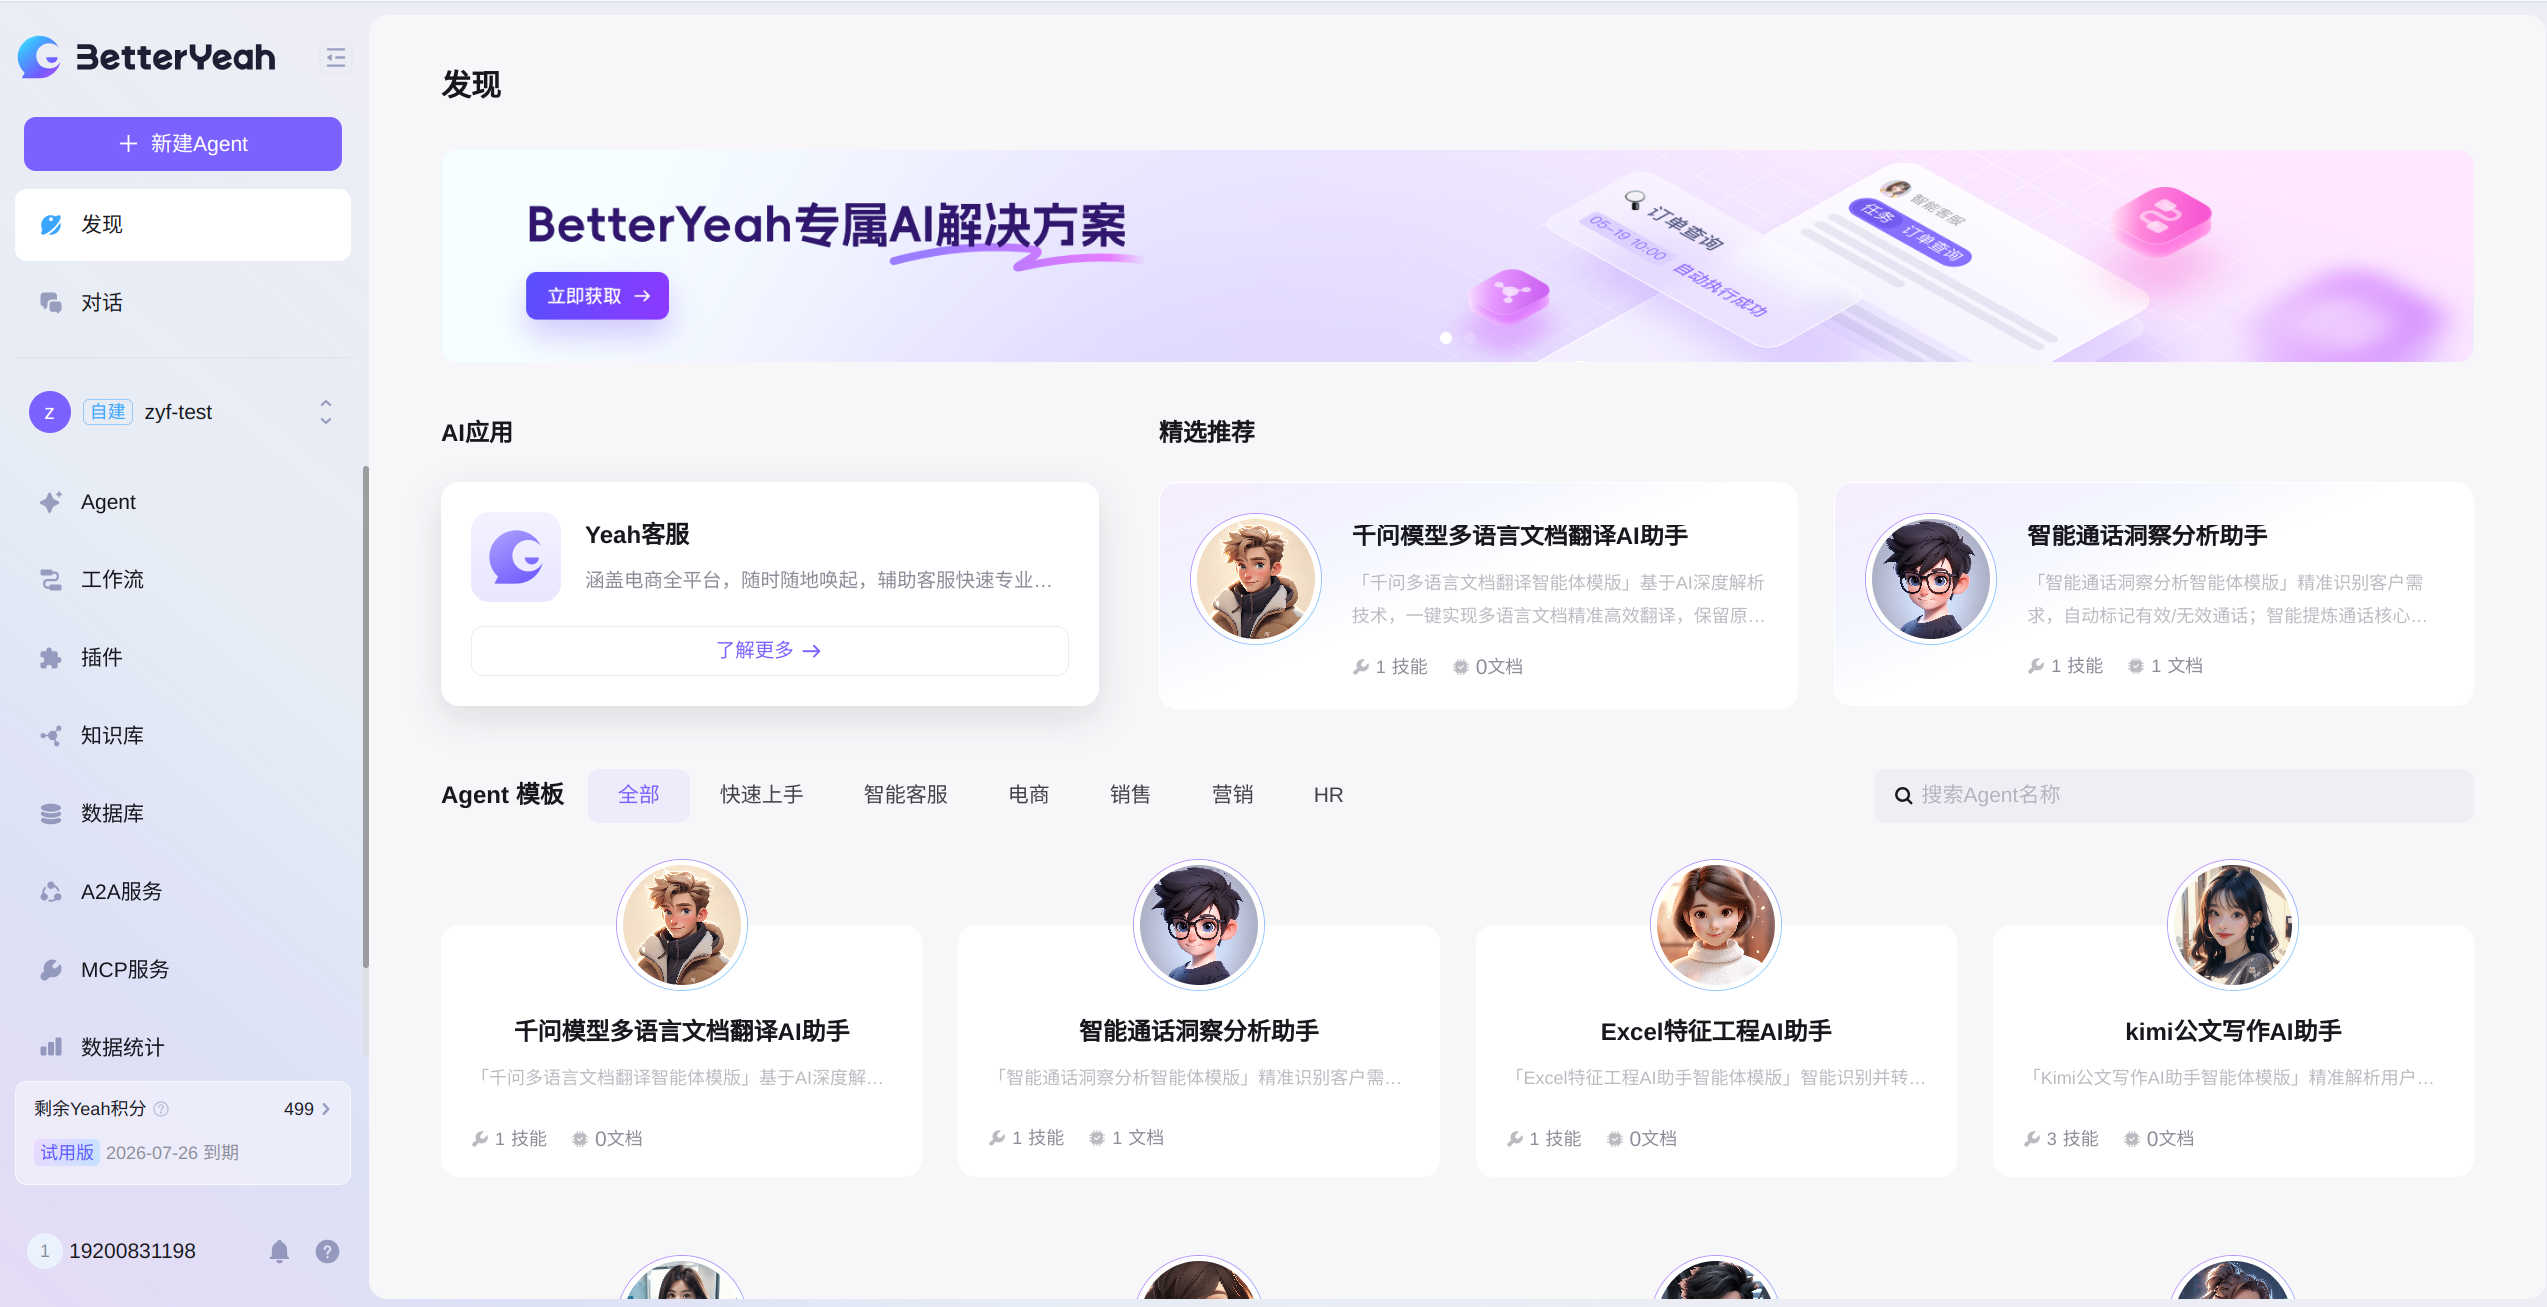 BetterYeah
新建Agent
发现
对话
z 自建 zyf-test
Agent
工作流
插件
知识库
数据库
A2A服务
MCP服务
数据统计
剩余Yeah积分 499
试用版 2026-07-26 到期
1 19200831198
发现
BetterYeah专属AI解决方案
立即获取
订单查询
05-19 10:00
自动执行成功
智能客服
任务 订单查询
AI应用
Yeah客服
涵盖电商全平台，随时随地唤起，辅助客服快速专业…
了解更多
精选推荐
千问模型多语言文档翻译AI助手
「千问多语言文档翻译智能体模版」基于AI深度解析
技术，一键实现多语言文档精准高效翻译，保留原…
1 技能 0文档
智能通话洞察分析助手
「智能通话洞察分析智能体模版」精准识别客户需
求，自动标记有效/无效通话；智能提炼通话核心…
1 技能 1 文档
Agent 模板 全部 快速上手 智能客服 电商 销售 营销 HR
搜索Agent名称
千问模型多语言文档翻译AI助手
「千问多语言文档翻译智能体模版」基于AI深度解…
1 技能 0文档
智能通话洞察分析助手
「智能通话洞察分析智能体模版」精准识别客户需…
1 技能 1 文档
Excel特征工程AI助手
「Excel特征工程AI助手智能体模版」智能识别并转…
1 技能 0文档
kimi公文写作AI助手
「Kimi公文写作AI助手智能体模版」精准解析用户…
3 技能 0文档